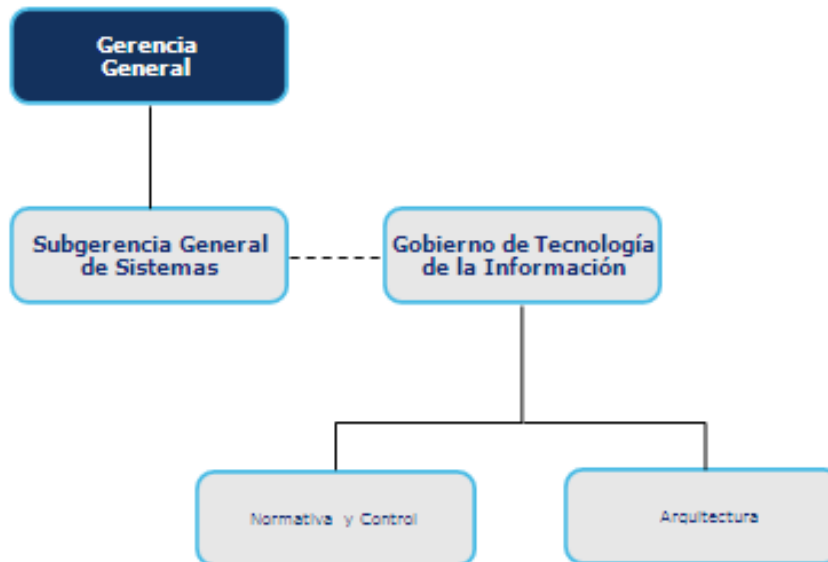 Gerencia
General
Subgerencia General
de Sistemas
Gobierno de Tecnología
de la Información
Normativa y Control
Arquitectura